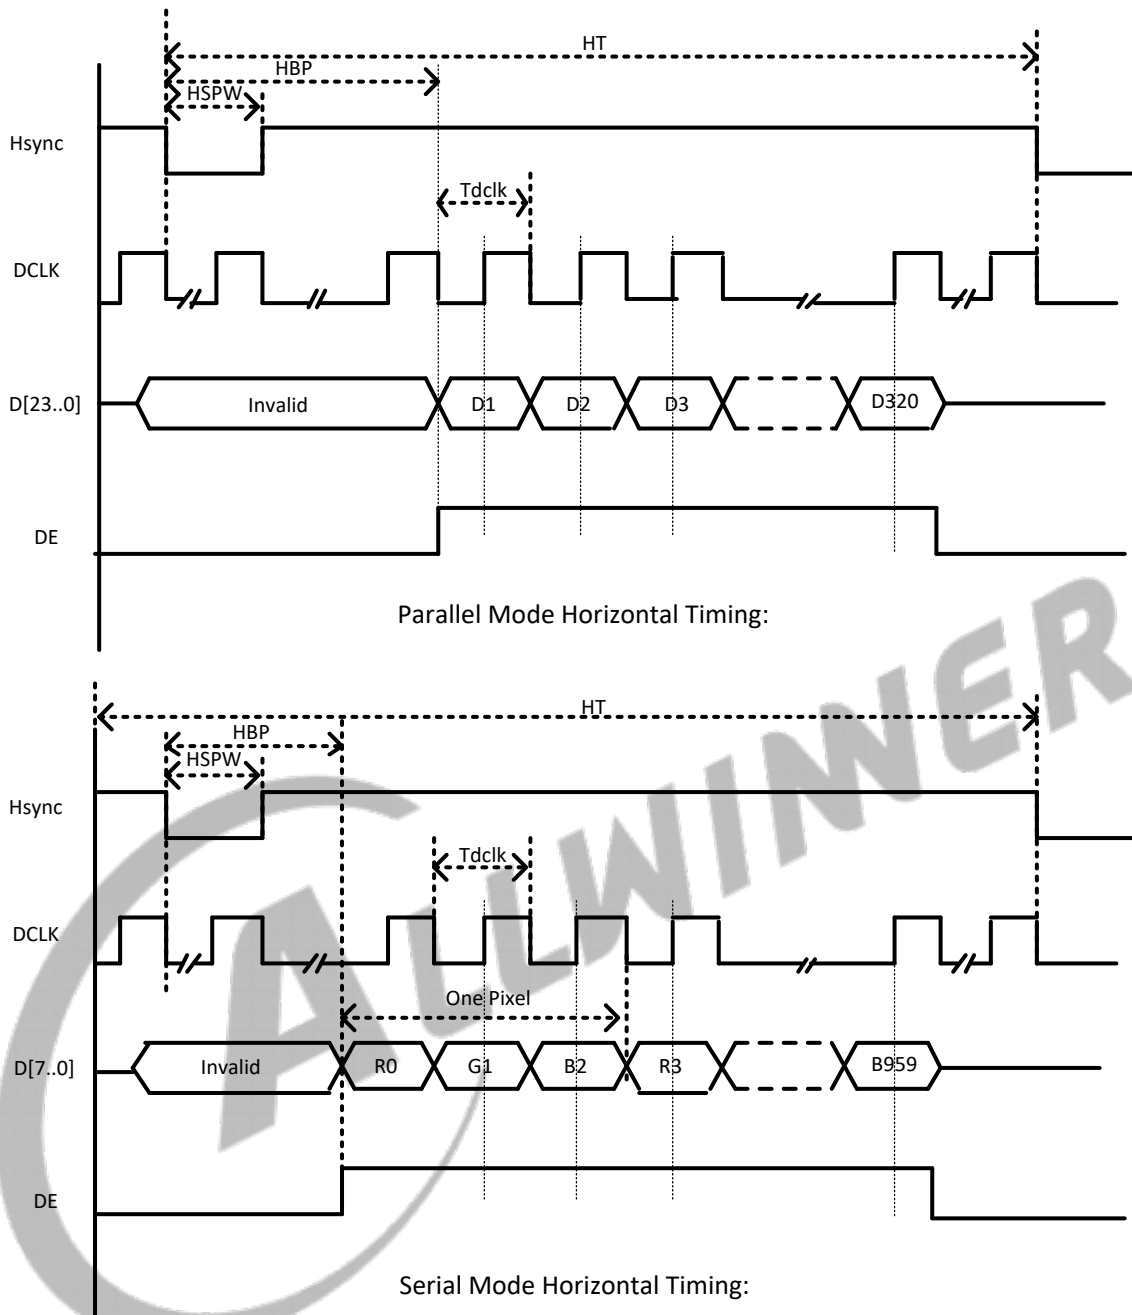 HT
HBP
HSPW
Hsync
Tdclk
DCLK
D[23..0]
Invalid
D1
D2
D3
D320
DE
Parallel Mode Horizontal Timing:
HT
HBP
HSPW
Hsync
Tdclk
DCLK
One Pixel
D[7..0]
Invalid
R0
G1
B2
R3
B959
DE
Serial Mode Horizontal Timing:
ALLWINNER